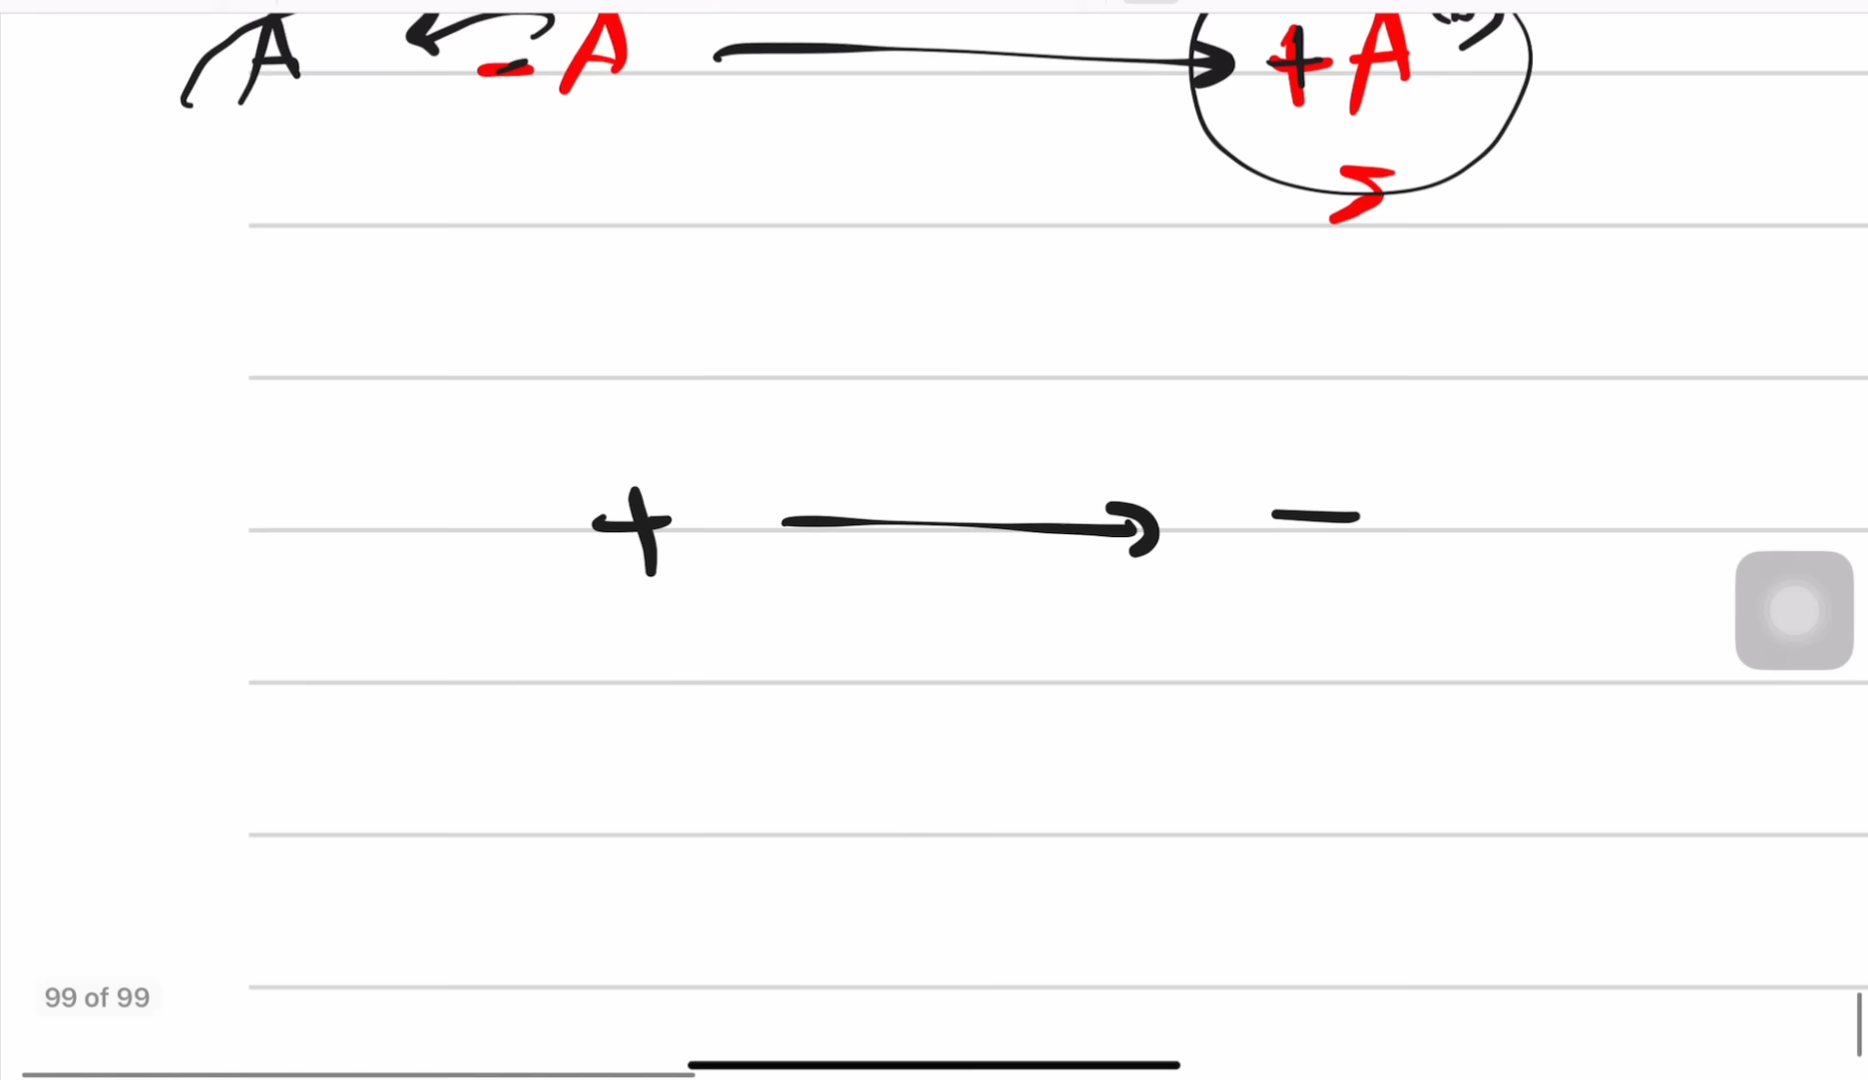 A ← - A → + A
+ → -
99 of 99